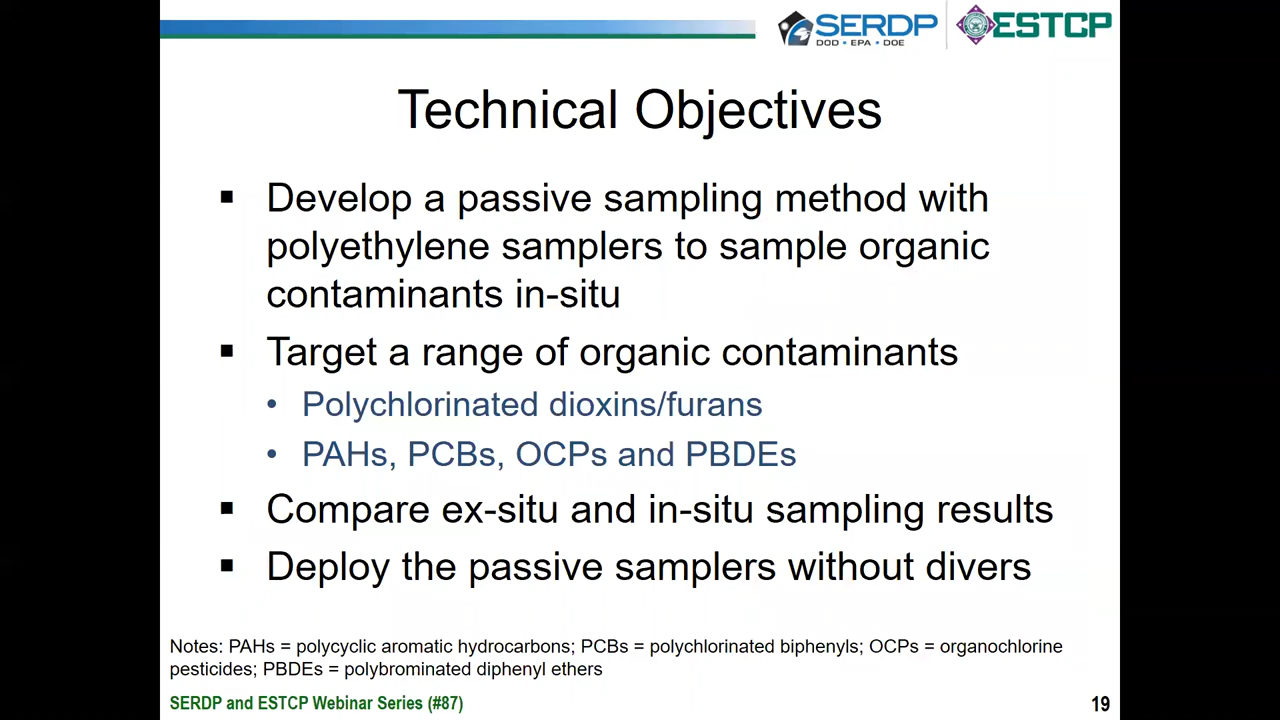 SERDP
DOD • EPA • DOE
ESTCP
Technical Objectives
▪ Develop a passive sampling method with
polyethylene samplers to sample organic
contaminants in-situ
▪ Target a range of organic contaminants
• Polychlorinated dioxins/furans
• PAHs, PCBs, OCPs and PBDEs
▪ Compare ex-situ and in-situ sampling results
▪ Deploy the passive samplers without divers
Notes: PAHs = polycyclic aromatic hydrocarbons; PCBs = polychlorinated biphenyls; OCPs = organochlorine
pesticides; PBDEs = polybrominated diphenyl ethers
SERDP and ESTCP Webinar Series (#87)
19